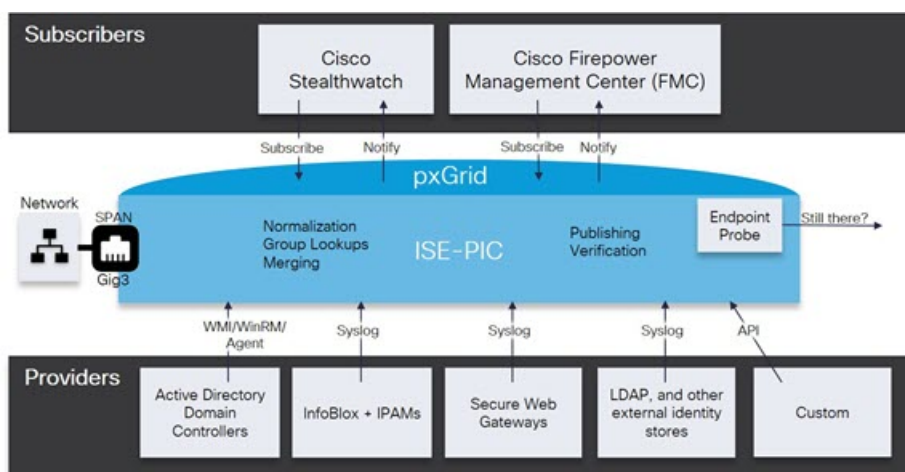 Subscribers
Cisco
Stealthwatch
Cisco Firepower
Management Center (FMC)
Subscribe
Notify
Subscribe
Notify
pxGrid
Network
SPAN
Gig3
Normalization
Group Lookups
Merging
ISE-PIC
Publishing
Verification
Endpoint
Probe
Still there?
WMI/WinRM/
Agent
Syslog
Syslog
Syslog
API
Providers
Active Directory
Domain
Controllers
InfoBlox + IPAMs
Secure Web
Gateways
LDAP, and other
external identity
stores
Custom